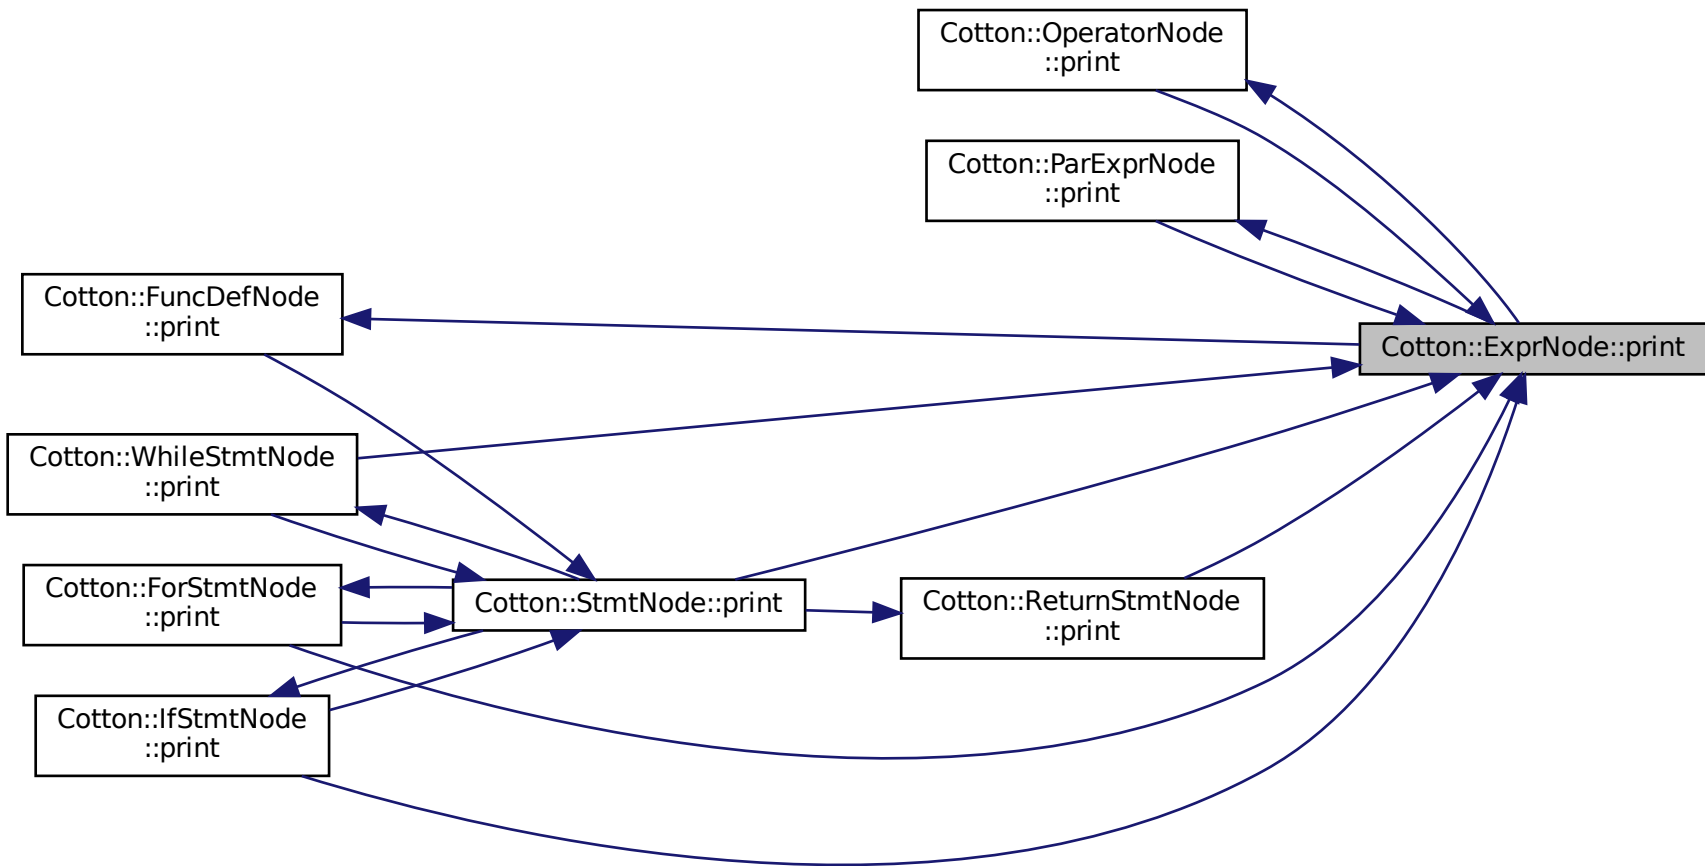 Cotton::OperatorNode
::print
Cotton::ParExprNode
::print
Cotton::FuncDefNode
::print
Cotton::ExprNode::print
Cotton::WhileStmtNode
::print
Cotton::ForStmtNode
::print
Cotton::StmtNode::print
Cotton::ReturnStmtNode
::print
Cotton::IfStmtNode
::print